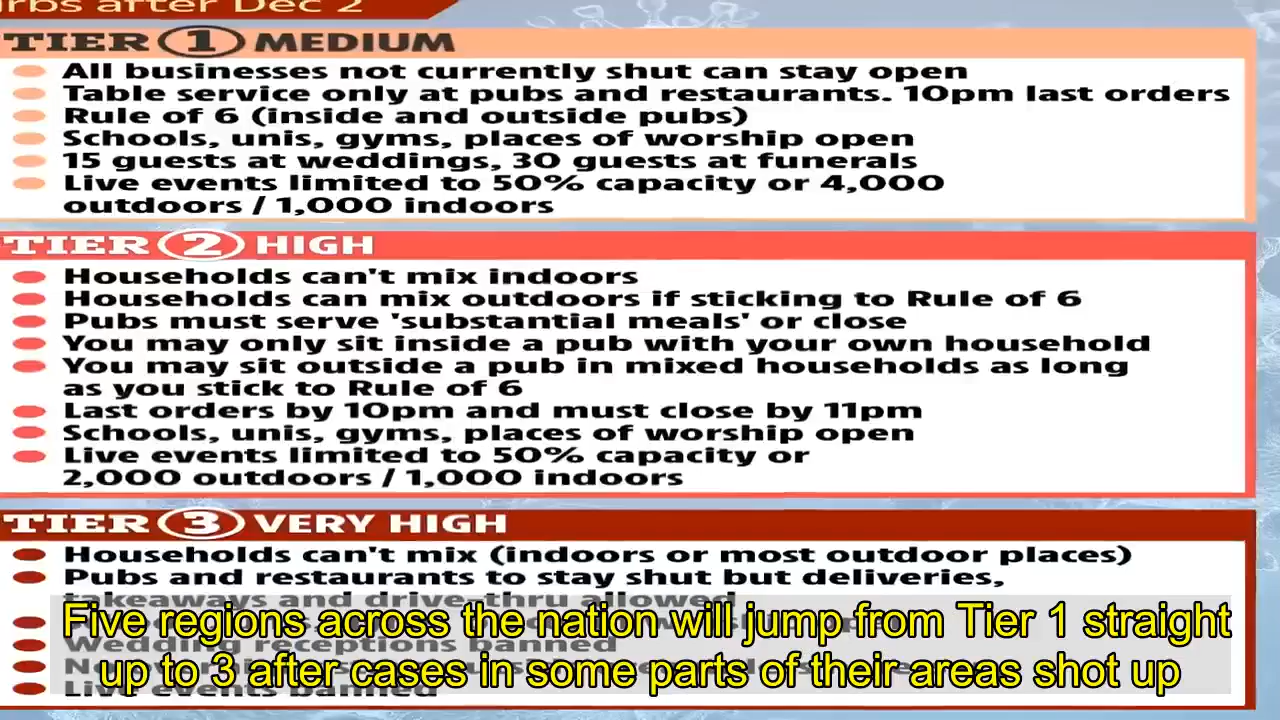 after Dec 2
TIER 1 MEDIUM
All businesses not currently shut can stay open
Table service only at pubs and restaurants. 10pm last orders
Rule of 6 (inside and outside pubs)
Schools, unis, gyms, places of worship open
15 guests at weddings, 30 guests at funerals
Live events limited to 50% capacity or 4,000
outdoors / 1,000 indoors
TIER 2 HIGH
Households can't mix indoors
Households can mix outdoors if sticking to Rule of 6
Pubs must serve 'substantial meals' or close
You may only sit inside a pub with your own household
You may sit outside a pub in mixed households as long
as you stick to Rule of 6
Last orders by 10pm and must close by 11pm
Schools, unis, gyms, places of worship open
Live events limited to 50% capacity or
2,000 outdoors / 1,000 indoors
TIER 3 VERY HIGH
Households can't mix (indoors or most outdoor places)
Pubs and restaurants to stay shut but deliveries,
takeaways and drive-thru allowed
Wedding receptions banned
Live events banned
Five regions across the nation will jump from Tier 1 straight
up to 3 after cases in some parts of their areas shot up